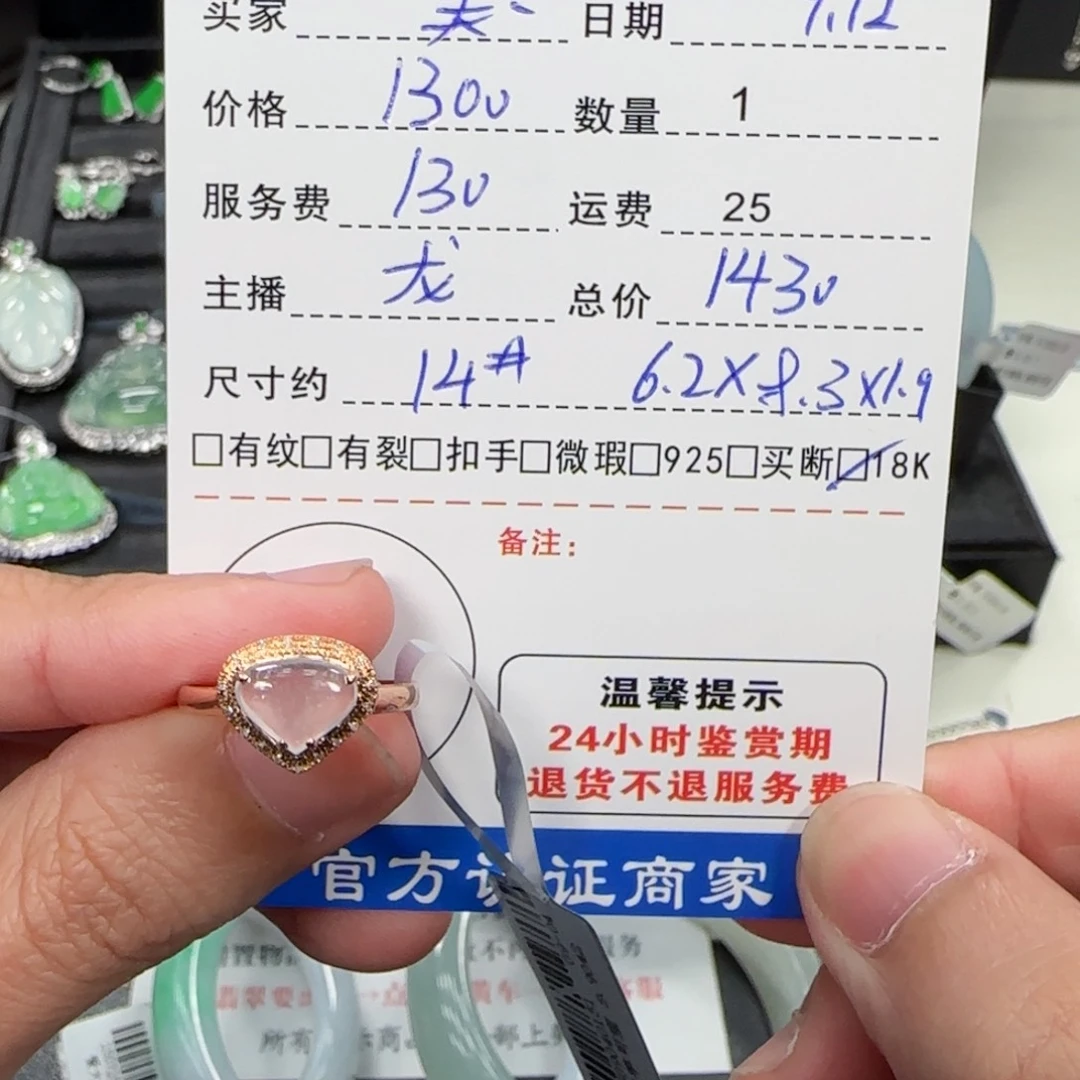 买家 日期 7.12
价格 1300 数量 1
服务费 130 运费 25
主播 龙 总价 1430
尺寸约 14# 6.2X8.3X1.9
□有纹□有裂□扣手□微瑕□925□买断☑18K
备注：
温馨提示
24小时鉴赏期
退货不退服务费
官方认证商家